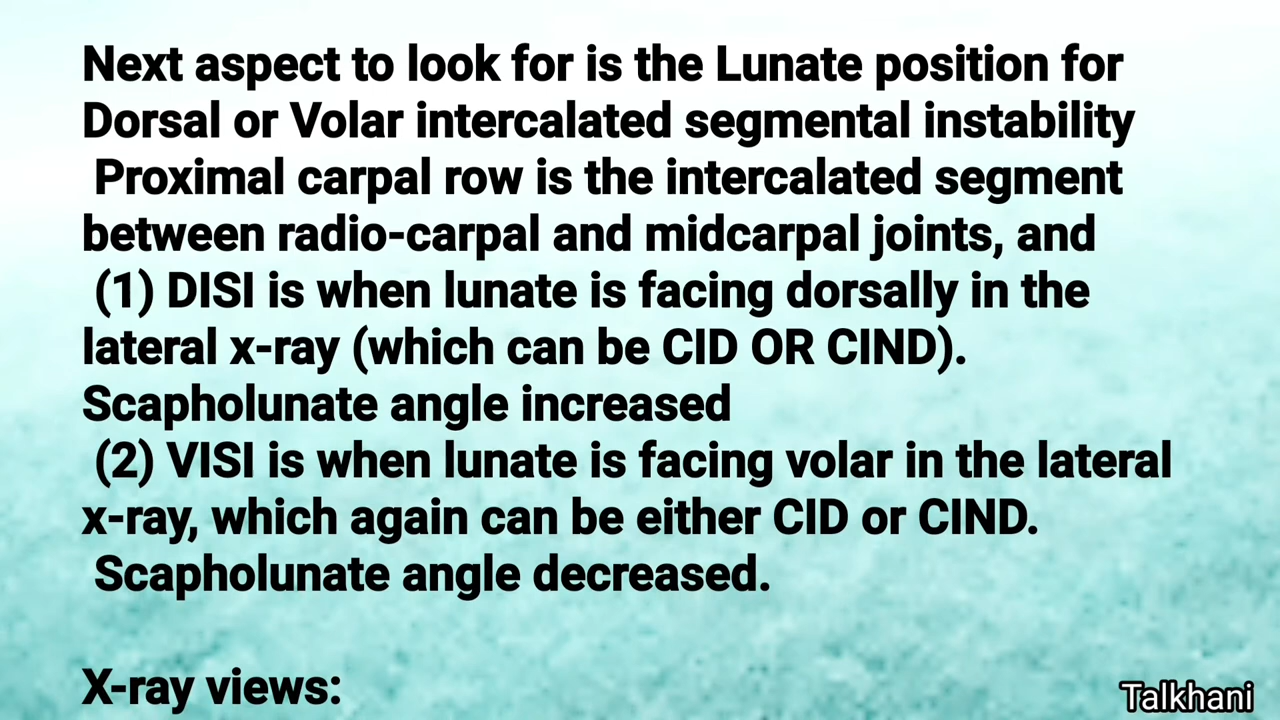 Next aspect to look for is the Lunate position for
Dorsal or Volar intercalated segmental instability
Proximal carpal row is the intercalated segment
between radio-carpal and midcarpal joints, and
(1) DISI is when lunate is facing dorsally in the
lateral x-ray (which can be CID OR CIND).
Scapholunate angle increased
(2) VISI is when lunate is facing volar in the lateral
x-ray, which again can be either CID or CIND.
Scapholunate angle decreased.
X-ray views:
Talkhani